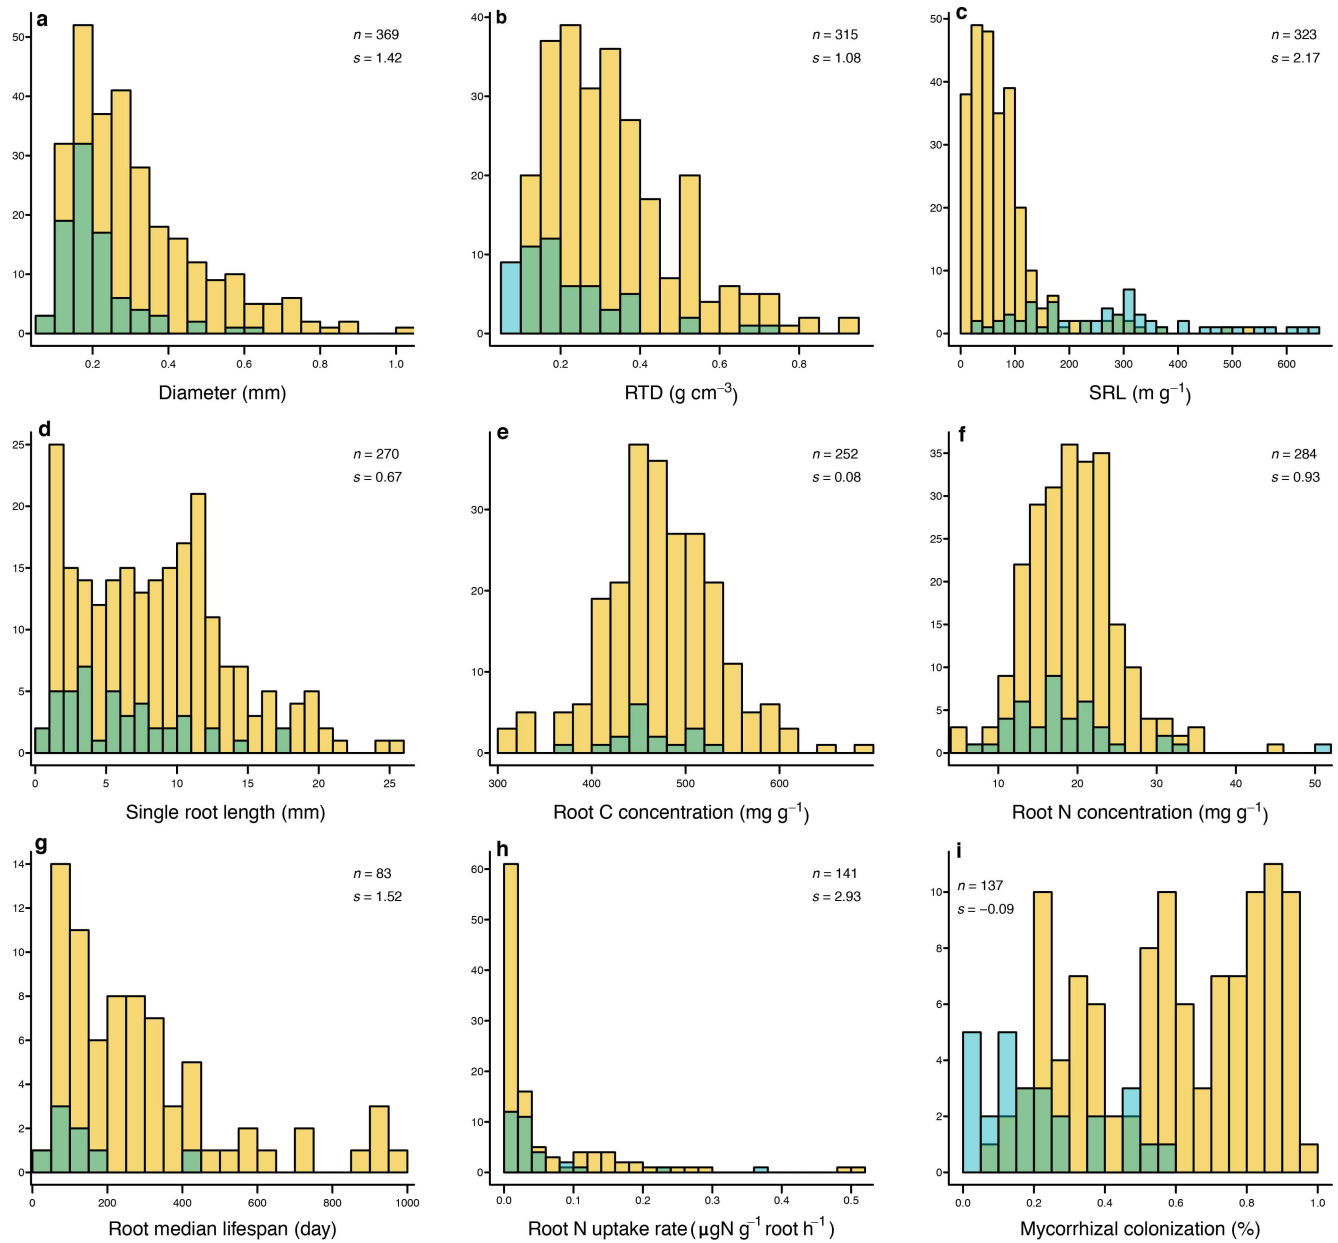 a
n = 369
s = 1.42
50
40
30
20
10
0
0.2 0.4 0.6 0.8 1.0
Diameter (mm)
b
n = 315
s = 1.08
40
30
20
10
0
0.2 0.4 0.6 0.8
RTD (g cm⁻³)
c
n = 323
s = 2.17
50
40
30
20
10
0
0 100 200 300 400 500 600
SRL (m g⁻¹)
d
n = 270
s = 0.67
25
20
15
10
5
0
0 5 10 15 20 25
Single root length (mm)
e
n = 252
s = 0.08
30
20
10
0
300 400 500 600
Root C concentration (mg g⁻¹)
f
n = 284
s = 0.93
35
30
25
20
15
10
5
0
10 20 30 40 50
Root N concentration (mg g⁻¹)
g
n = 83
s = 1.52
14
12
10
8
6
4
2
0
0 200 400 600 800 1000
Root median lifespan (day)
h
n = 141
s = 2.93
60
50
40
30
20
10
0
0.0 0.1 0.2 0.3 0.4 0.5
Root N uptake rate (µgN g⁻¹ root h⁻¹)
i
n = 137
s = −0.09
10
8
6
4
2
0
0.0 0.2 0.4 0.6 0.8 1.0
Mycorrhizal colonization (%)